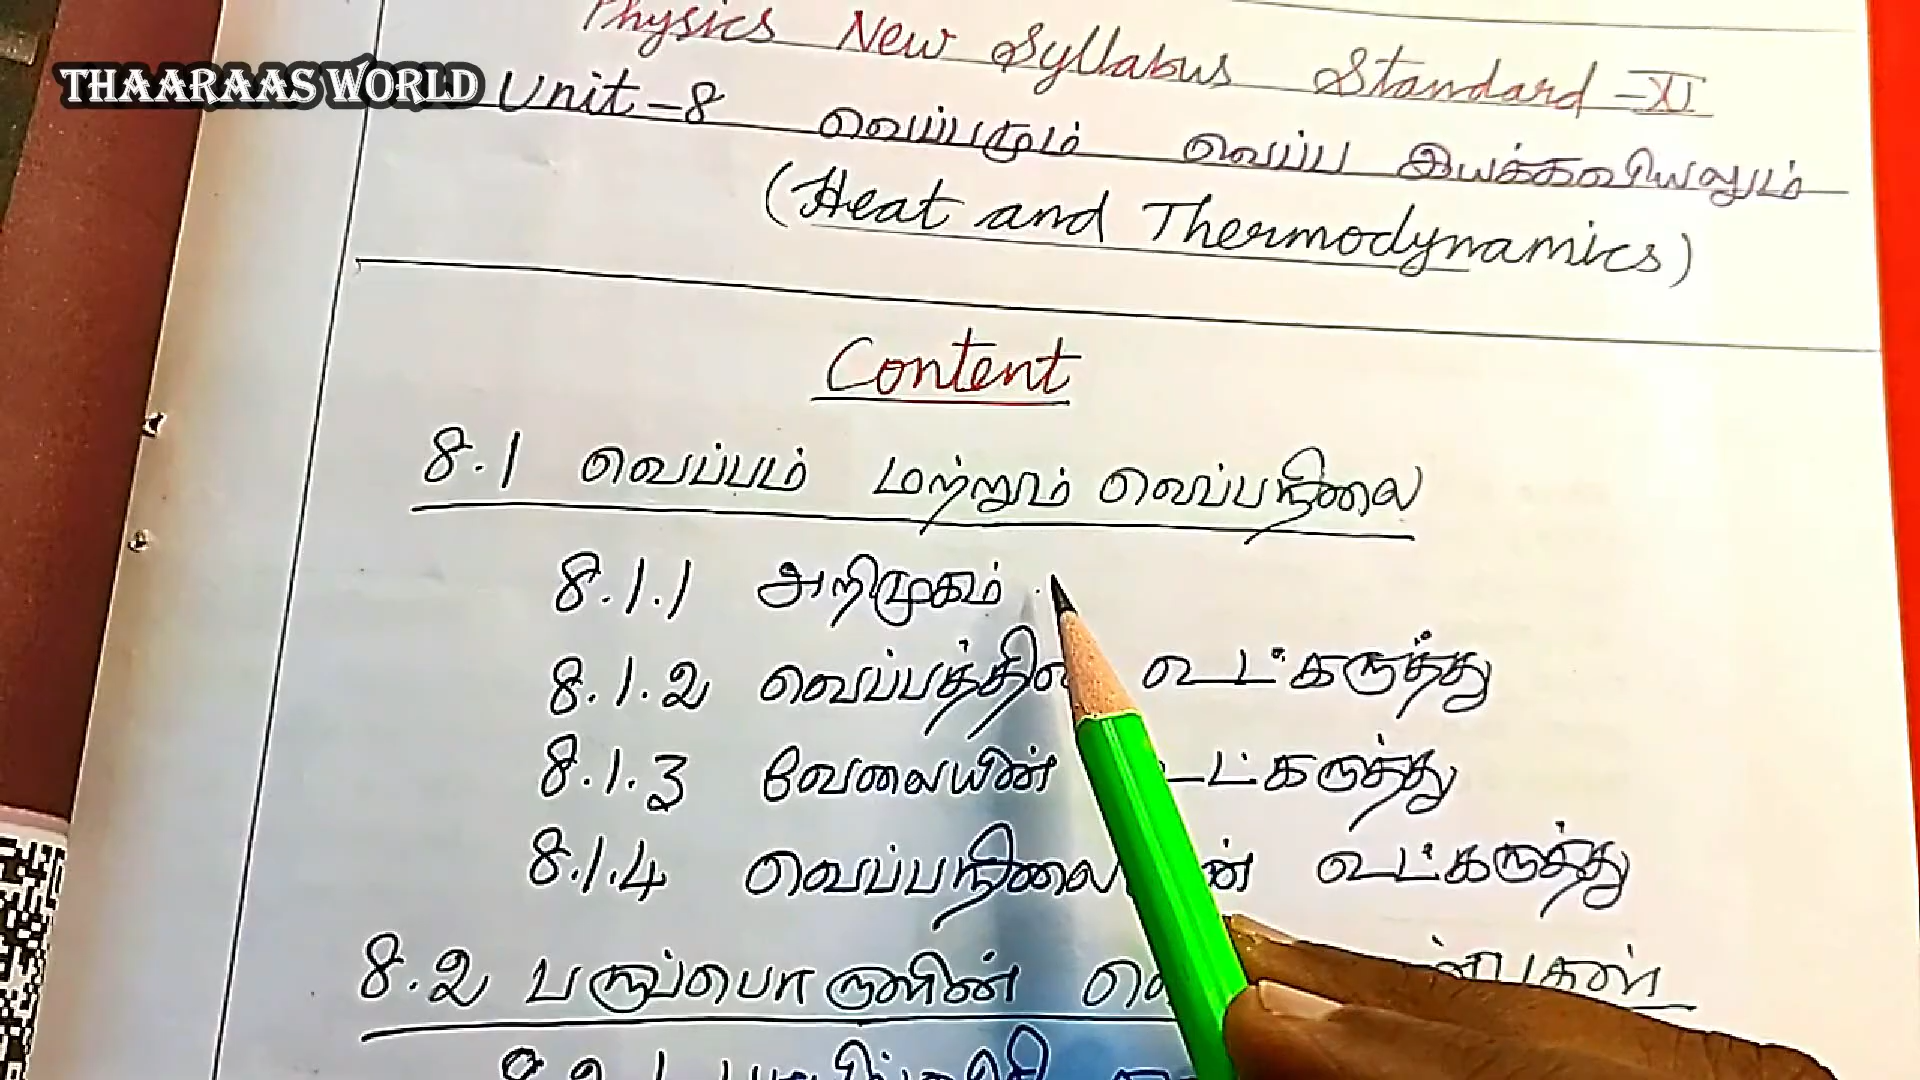 Physics New Syllabus Standard - XI
THAARAAS WORLD
Unit-8 வெப்பமும் வெப்ப இயக்கவியலும்
(Heat and Thermodynamics)
Content
8.1 வெப்பம் மற்றும் வெப்பநிலை
8.1.1 அறிமுகம்
8.1.2 வெப்பத்தின் உட்கருத்து
8.1.3 வேலையின் உட்கருத்து
8.1.4 வெப்பநிலையின் உட்கருத்து
8.2 பருப்பொருளின்